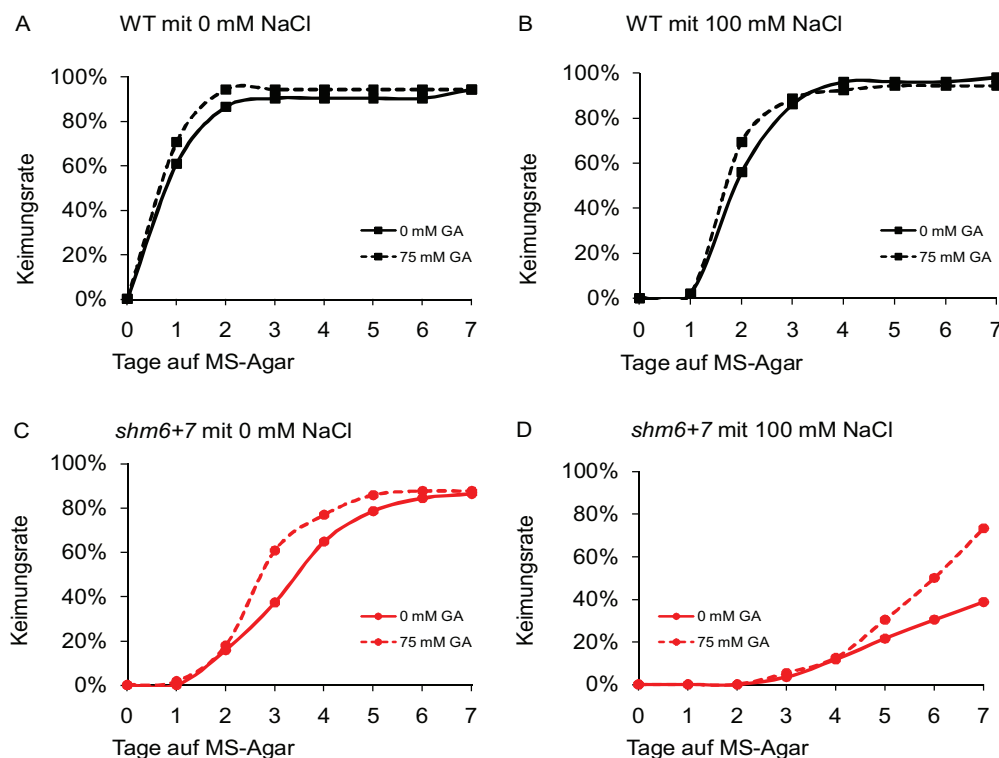 A WT mit 0 mM NaCl
100%
80%
60%
40%
20%
0%
Keimungsrate
0 mM GA
75 mM GA
0 1 2 3 4 5 6 7
Tage auf MS-Agar
B WT mit 100 mM NaCl
100%
80%
60%
40%
20%
0%
Keimungsrate
0 mM GA
75 mM GA
0 1 2 3 4 5 6 7
Tage auf MS-Agar
C shm6+7 mit 0 mM NaCl
100%
80%
60%
40%
20%
0%
Keimungsrate
0 mM GA
75 mM GA
0 1 2 3 4 5 6 7
Tage auf MS-Agar
D shm6+7 mit 100 mM NaCl
100%
80%
60%
40%
20%
0%
Keimungsrate
0 mM GA
75 mM GA
0 1 2 3 4 5 6 7
Tage auf MS-Agar